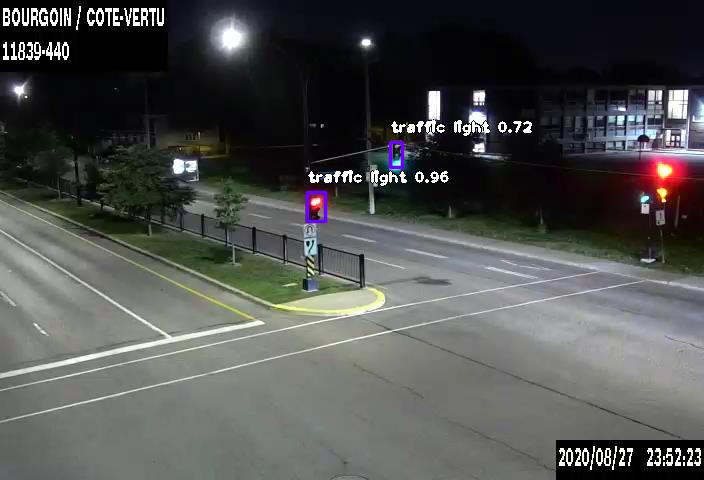 BOURGOIN / COTE-VERTU
11839-440
traffic light 0.72
traffic light 0.96
2020/08/27 23:52:23